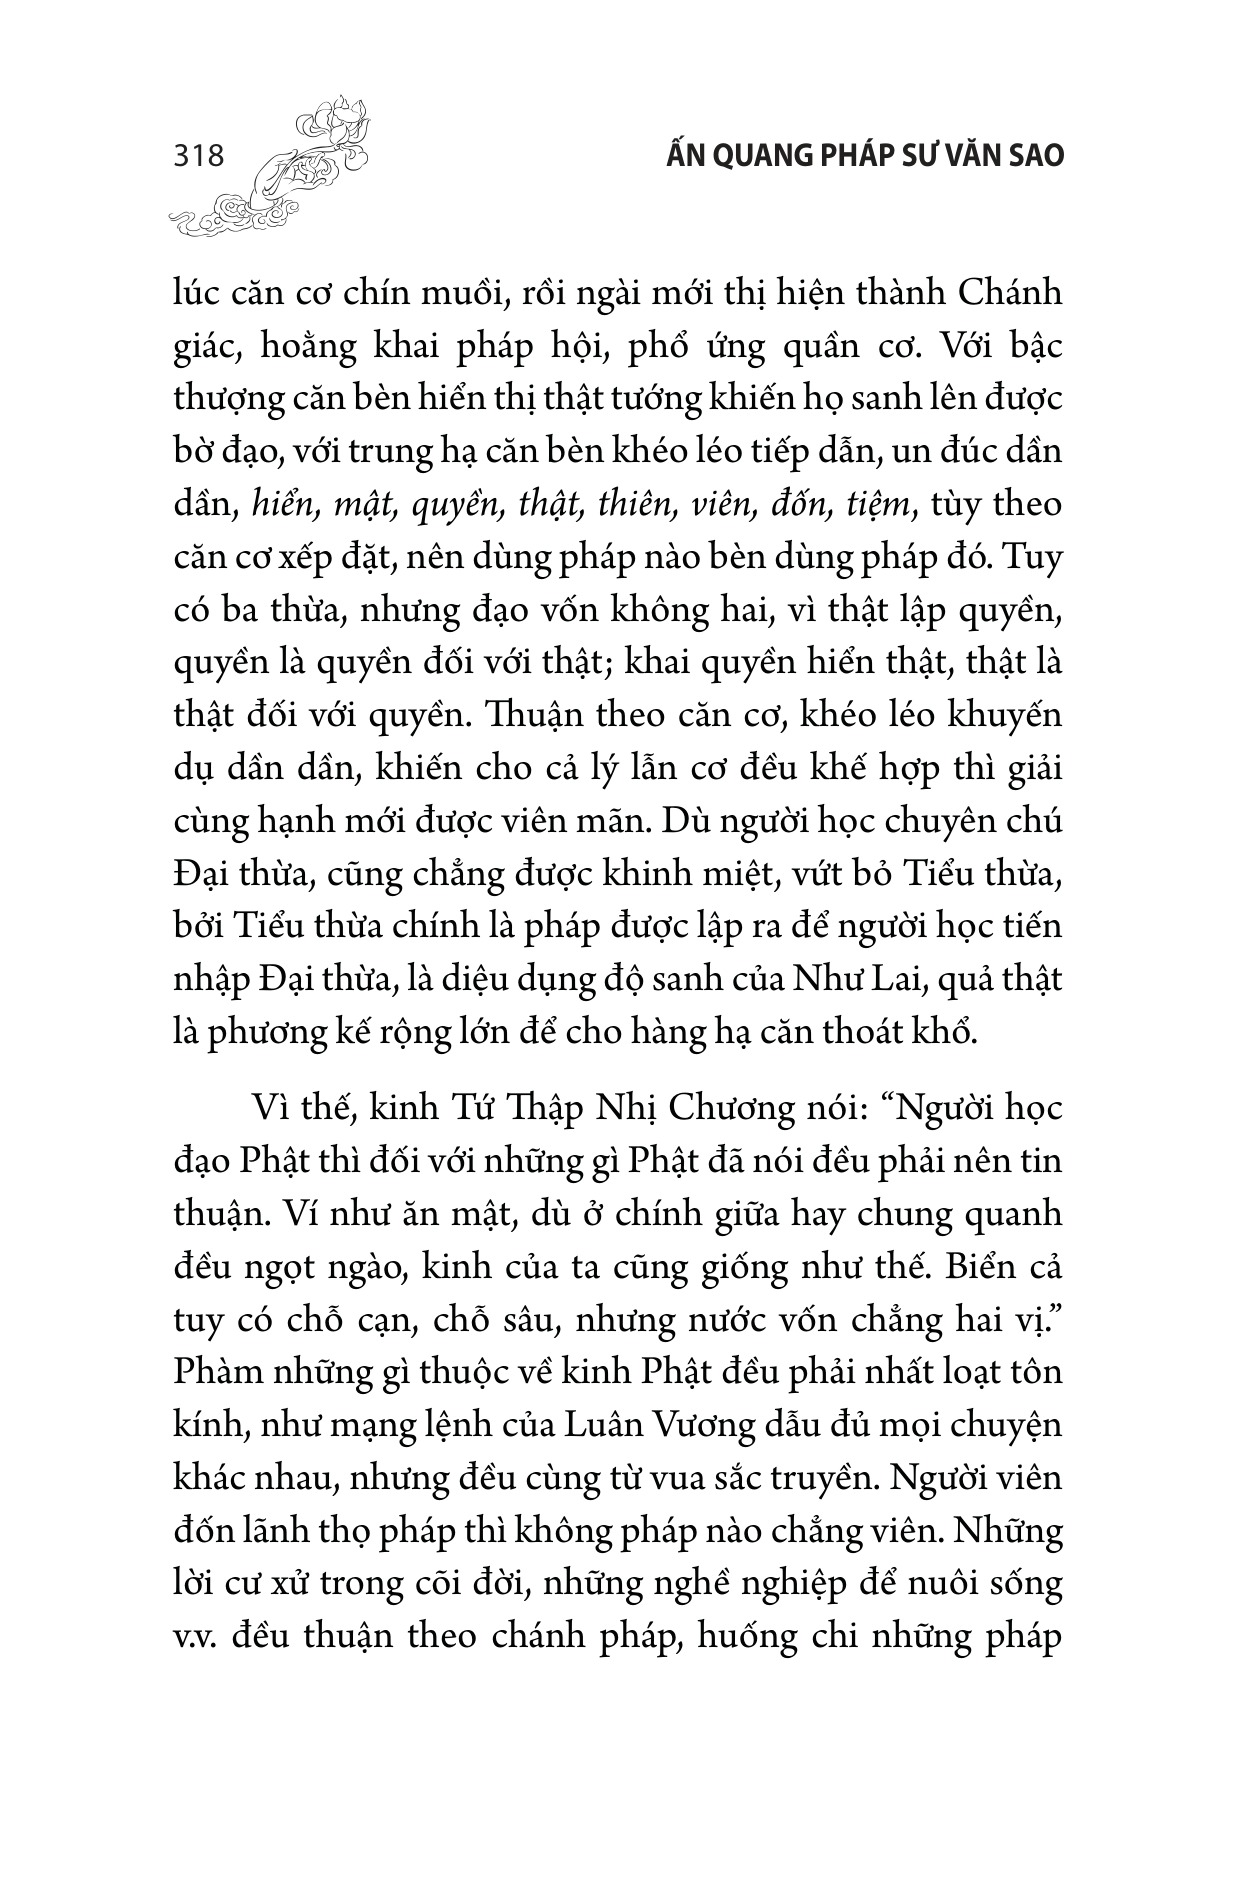 318
ẤN QUANG PHÁP SƯ VĂN SAO
lúc căn cơ chín muồi, rồi ngài mới thị hiện thành Chánh
giác, hoằng khai pháp hội, phổ ứng quần cơ. Với bậc
thượng căn bèn hiển thị thật tướng khiến họ sanh lên được
bờ đạo, với trung hạ căn bèn khéo léo tiếp dẫn, un đúc dần
dần, hiển, mật, quyền, thật, thiên, viên, đốn, tiệm, tùy theo
căn cơ xếp đặt, nên dùng pháp nào bèn dùng pháp đó. Tuy
có ba thừa, nhưng đạo vốn không hai, vì thật lập quyền,
quyền là quyền đối với thật; khai quyền hiển thật, thật là
thật đối với quyền. Thuận theo căn cơ, khéo léo khuyến
dụ dần dần, khiến cho cả lý lẫn cơ đều khế hợp thì giải
cùng hạnh mới được viên mãn. Dù người học chuyên chú
Đại thừa, cũng chẳng được khinh miệt, vứt bỏ Tiểu thừa,
bởi Tiểu thừa chính là pháp được lập ra để người học tiến
nhập Đại thừa, là diệu dụng độ sanh của Như Lai, quả thật
là phương kế rộng lớn để cho hàng hạ căn thoát khổ.
Vì thế, kinh Tứ Thập Nhị Chương nói: “Người học
đạo Phật thì đối với những gì Phật đã nói đều phải nên tin
thuận. Ví như ăn mật, dù ở chính giữa hay chung quanh
đều ngọt ngào, kinh của ta cũng giống như thế. Biển cả
tuy có chỗ cạn, chỗ sâu, nhưng nước vốn chẳng hai vị.”
Phàm những gì thuộc về kinh Phật đều phải nhất loạt tôn
kính, như mạng lệnh của Luân Vương dẫu đủ mọi chuyện
khác nhau, nhưng đều cùng từ vua sắc truyền. Người viên
đốn lãnh thọ pháp thì không pháp nào chẳng viên. Những
lời cư xử trong cõi đời, những nghề nghiệp để nuôi sống
v.v. đều thuận theo chánh pháp, huống chi những pháp